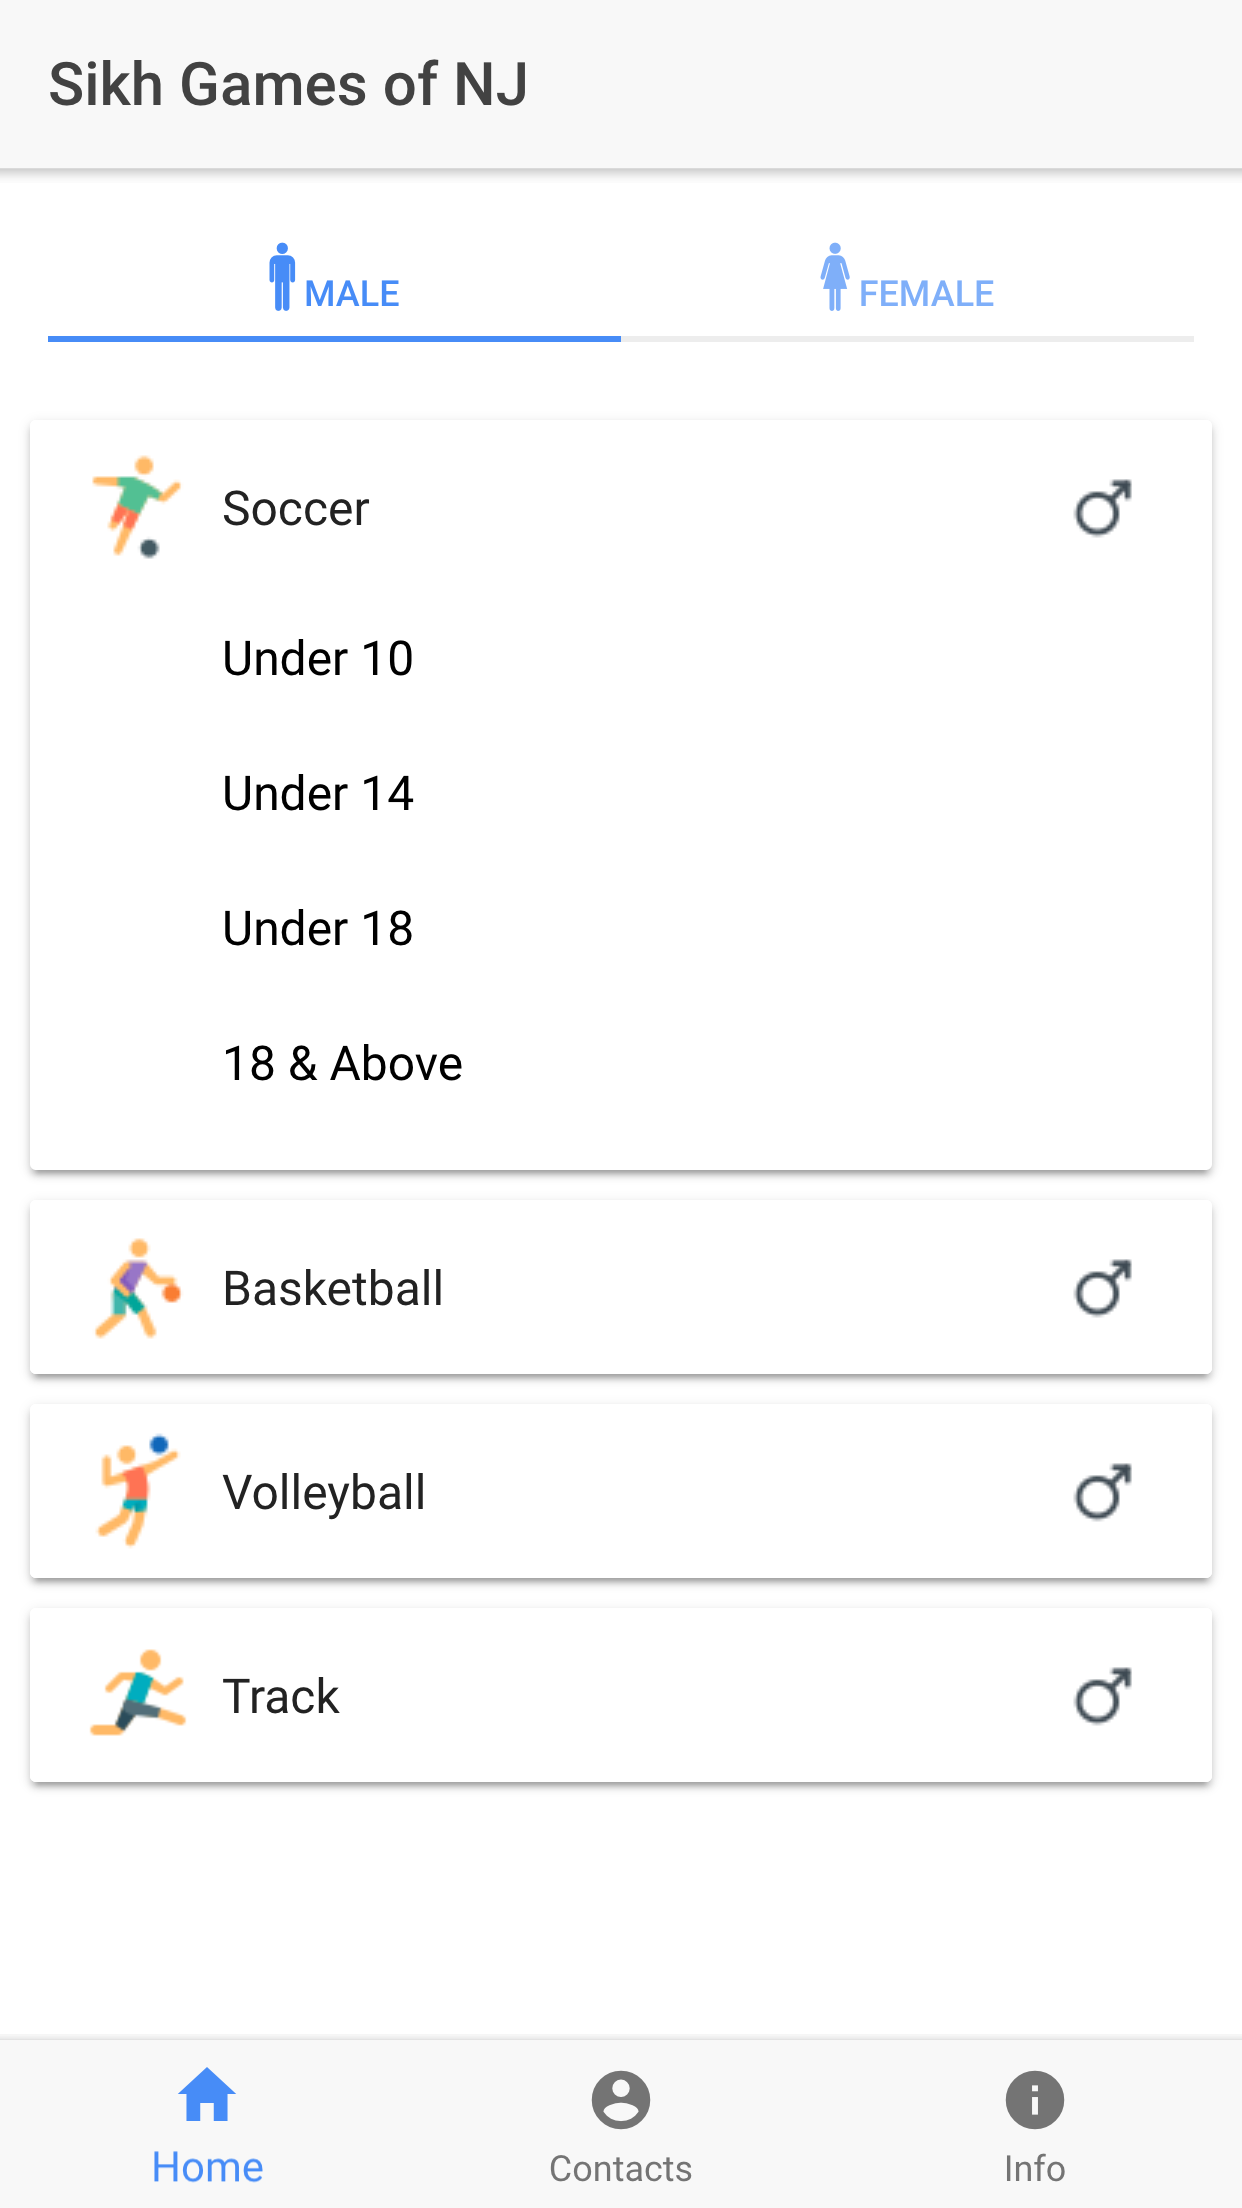 Sikh Games of NJ
MALE
FEMALE
Soccer
Under 10
Under 14
Under 18
18 & Above
Basketball
Volleyball
Track
Home
Contacts
Info